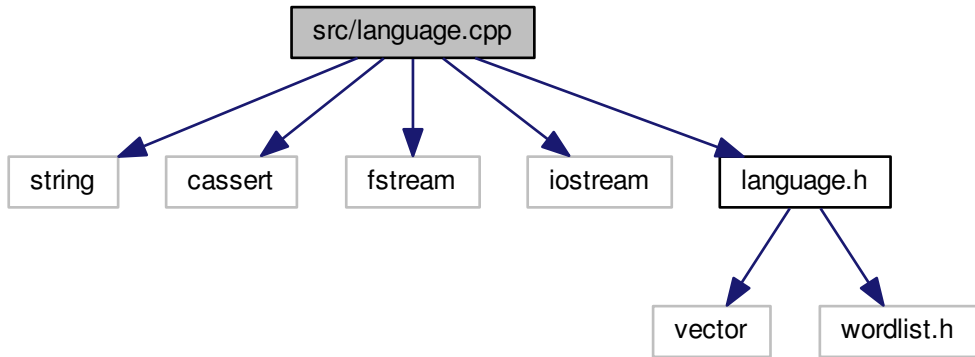 src/language.cpp
string
cassert
fstream
iostream
language.h
vector
wordlist.h